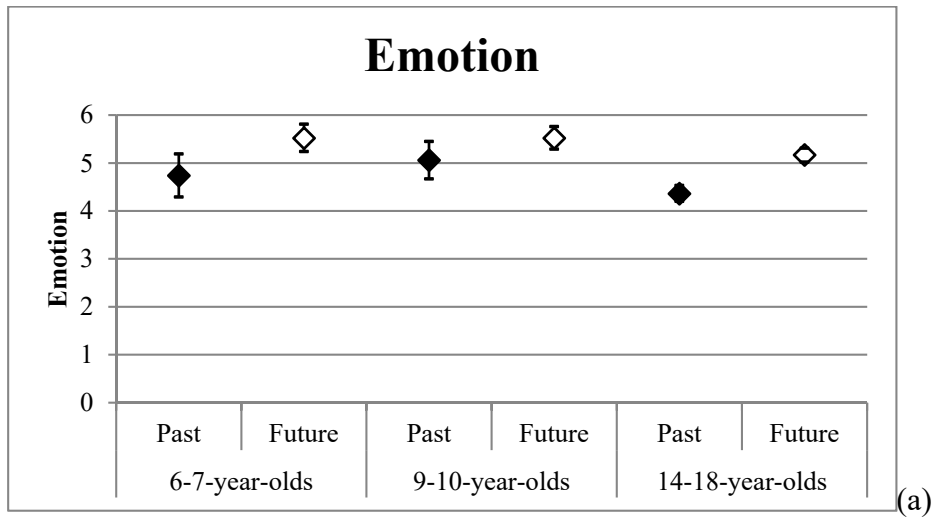 Emotion
6
5
4
3
2
1
0
Emotion
Past Future Past Future Past Future
6-7-year-olds 9-10-year-olds 14-18-year-olds
(a)